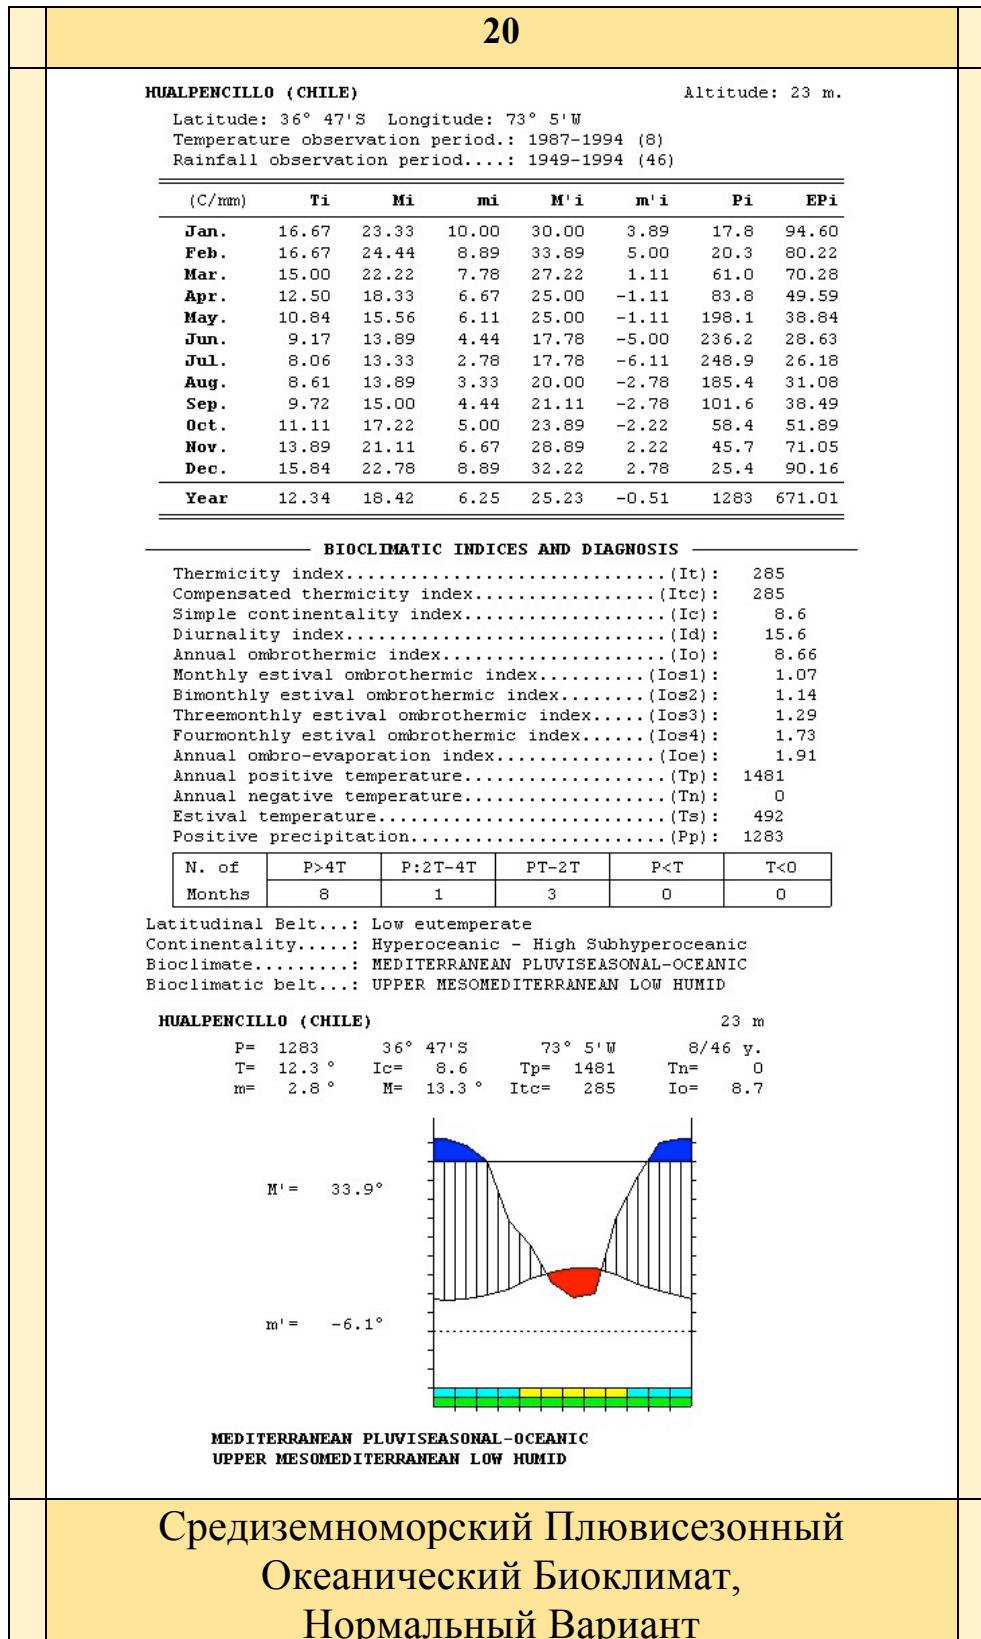 20
HUALPENCILLO (CHILE) Altitude: 23 m.
Latitude: 36° 47'S Longitude: 73° 5'W
Temperature observation period.: 1987-1994 (8)
Rainfall observation period....: 1949-1994 (46)
(C/mm) Ti Mi mi M'i m'i Pi EPi
Jan. 16.67 23.33 10.00 30.00 3.89 17.8 94.60
Feb. 16.67 24.44 8.89 33.89 5.00 20.3 80.22
Mar. 15.00 22.22 7.78 27.22 1.11 61.0 70.28
Apr. 12.50 18.33 6.67 25.00 -1.11 83.8 49.59
May. 10.84 15.56 6.11 25.00 -1.11 198.1 38.84
Jun. 9.17 13.89 4.44 17.78 -5.00 236.2 28.63
Jul. 8.06 13.33 2.78 17.78 -6.11 248.9 26.18
Aug. 8.61 13.89 3.33 20.00 -2.78 185.4 31.08
Sep. 9.72 15.00 4.44 21.11 -2.78 101.6 38.49
Oct. 11.11 17.22 5.00 23.89 -2.22 58.4 51.89
Nov. 13.89 21.11 6.67 28.89 2.22 45.7 71.05
Dec. 15.84 22.78 8.89 32.22 2.78 25.4 90.16
Year 12.34 18.42 6.25 25.23 -0.51 1283 671.01
BIOCLIMATIC INDICES AND DIAGNOSIS
Thermicity index..............................(It): 285
Compensated thermicity index.................(Itc): 285
Simple continentality index...................(Ic): 8.6
Diurnality index..............................(Id): 15.6
Annual ombrothermic index.....................(Io): 8.66
Monthly estival ombrothermic index..........(Ios1): 1.07
Bimonthly estival ombrothermic index........(Ios2): 1.14
Threemonthly estival ombrothermic index.....(Ios3): 1.29
Fourmonthly estival ombrothermic index......(Ios4): 1.73
Annual ombro-evaporation index...............(Ioe): 1.91
Annual positive temperature...................(Tp): 1481
Annual negative temperature...................(Tn): 0
Estival temperature...........................(Ts): 492
Positive precipitation........................(Pp): 1283
N. of P>4T P:2T-4T PT-2T P<T T<0
Months 8 1 3 0 0
Latitudinal Belt...: Low eutemperate
Continentality.....: Hyperoceanic - High Subhyperoceanic
Bioclimate.........: MEDITERRANEAN PLUVISEASONAL-OCEANIC
Bioclimatic belt...: UPPER MESOMEDITERRANEAN LOW HUMID
HUALPENCILLO (CHILE) 23 m
P= 1283 36° 47'S 73° 5'W 8/46 y.
T= 12.3° Ic= 8.6 Tp= 1481 Tn= 0
m= 2.8° M= 13.3° Itc= 285 Io= 8.7
M'= 33.9°
m'= -6.1°
MEDITERRANEAN PLUVISEASONAL-OCEANIC
UPPER MESOMEDITERRANEAN LOW HUMID
Средиземноморский Плювисезонный
Океанический Биоклимат,
Нормальный Вариант